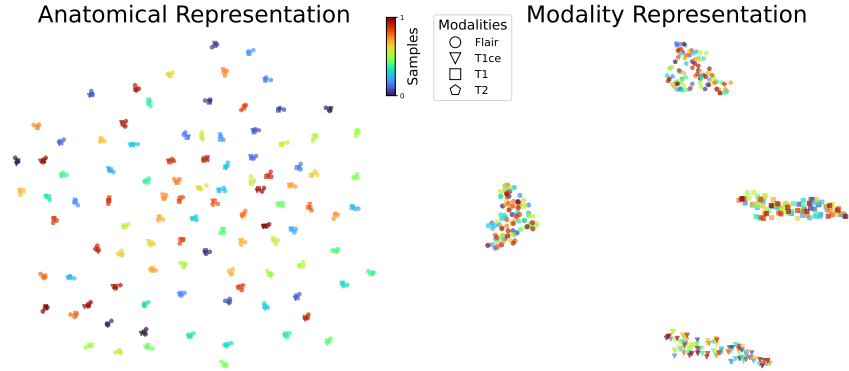 Anatomical Representation
1
0
Samples
Modalities
Flair
T1ce
T1
T2
Modality Representation